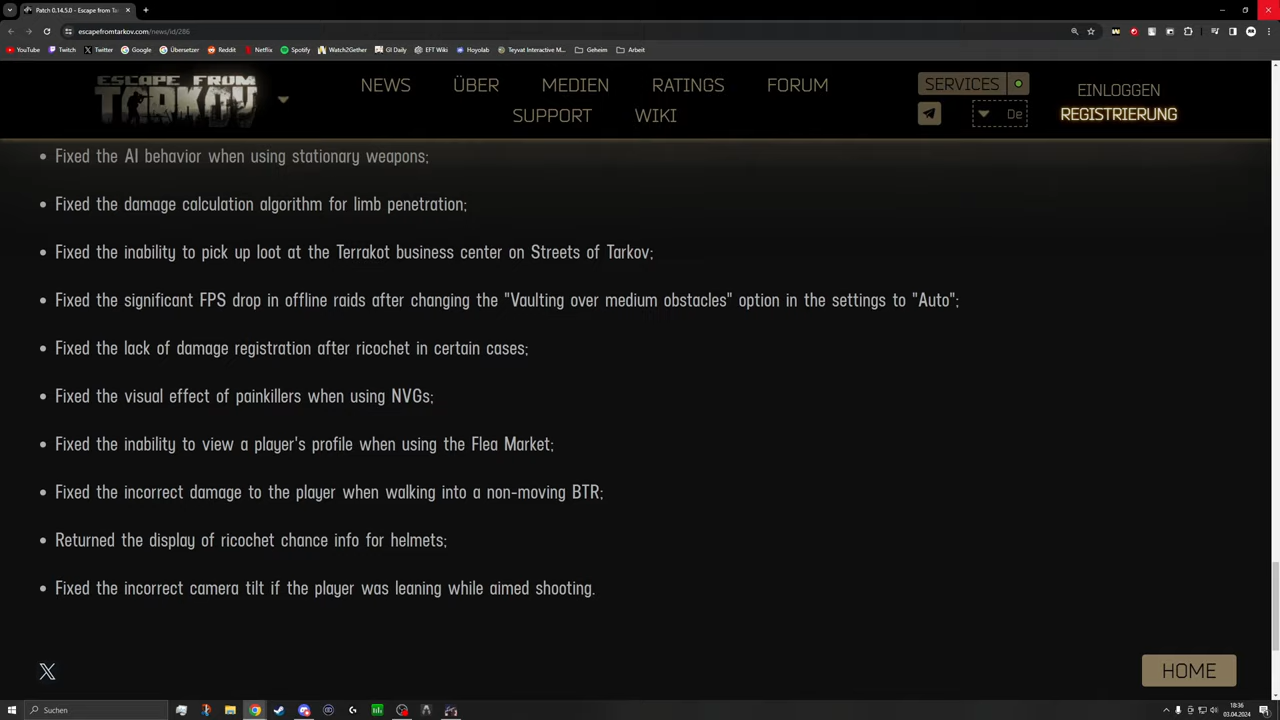 Patch 0.14.5.0 - Escape from Ta
escapefromtarkov.com/news/id/286
YouTube Twitch Twitter Google Übersetzer Reddit Netflix Spotify Watch2Gether GI Daily EFT Wiki Hoyolab Teyvat Interactive M... Geheim Arbeit
ESCAPE FROM
TARKOV
NEWS ÜBER MEDIEN RATINGS FORUM
SUPPORT WIKI
SERVICES
De
EINLOGGEN
REGISTRIERUNG
• Fixed the AI behavior when using stationary weapons;
• Fixed the damage calculation algorithm for limb penetration;
• Fixed the inability to pick up loot at the Terrakot business center on Streets of Tarkov;
• Fixed the significant FPS drop in offline raids after changing the "Vaulting over medium obstacles" option in the settings to "Auto";
• Fixed the lack of damage registration after ricochet in certain cases;
• Fixed the visual effect of painkillers when using NVGs;
• Fixed the inability to view a player's profile when using the Flea Market;
• Fixed the incorrect damage to the player when walking into a non-moving BTR;
• Returned the display of ricochet chance info for helmets;
• Fixed the incorrect camera tilt if the player was leaning while aimed shooting.
HOME
Suchen
18:36
03.04.2024